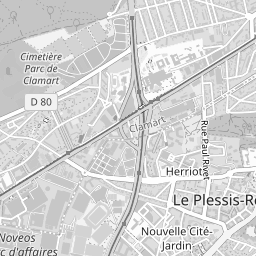 Cimetière
Parc de
Clamart
D 80
Clamart
Rue Paul Rivet
Herriot
Le Plessis-Ro
Nouvelle Cité-
Jardin
Noveos
c d'affaires